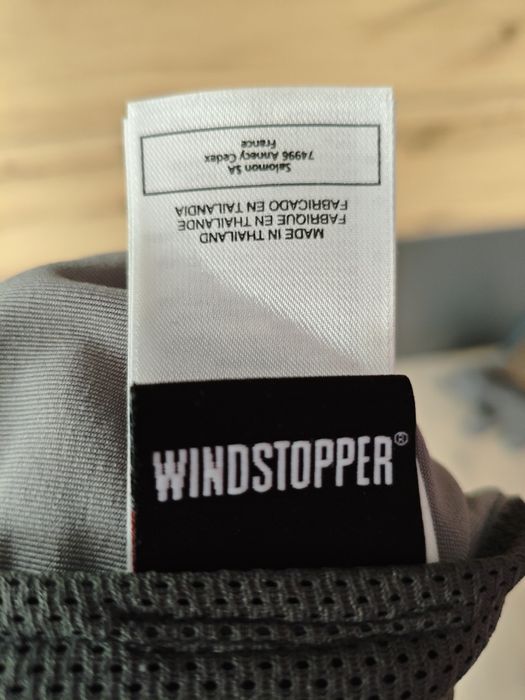 MADE IN THAILAND
FABRIQUE EN THAILANDE
FABRICADO EN TAILANDIA
Salomon SA
74996 Annecy Cedex
France
WINDSTOPPER®